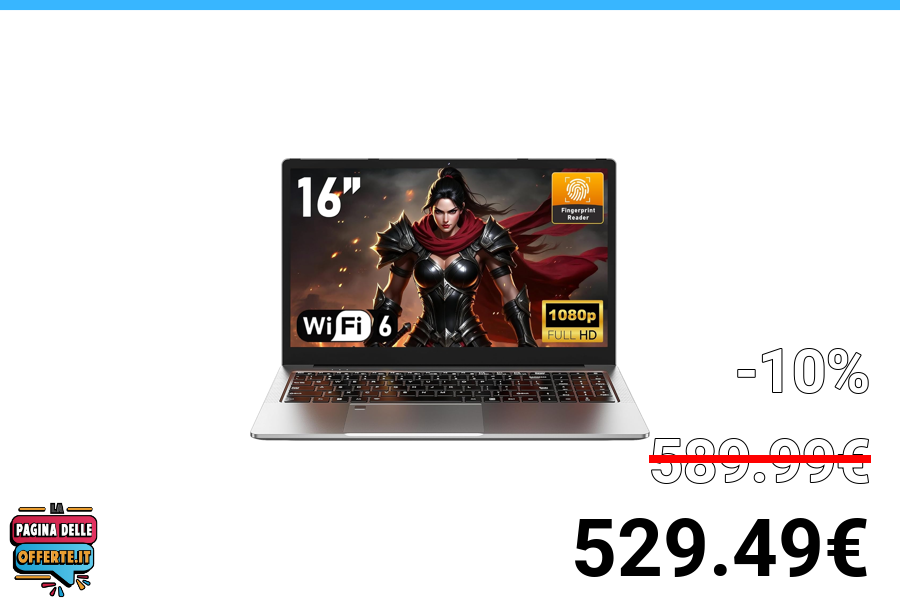 16”
Fingerprint
Reader
WiFi 6
1080p
FULL HD
-10%
589.99€
529.49€
LA
PAGINA DELLE
OFFERTE.IT